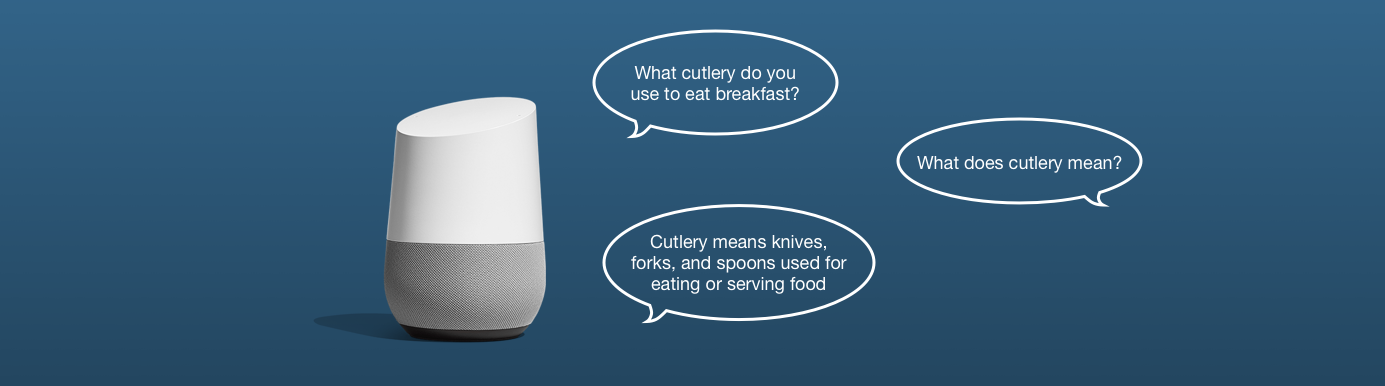 What cutlery do you
use to eat breakfast?
What does cutlery mean?
Cutlery means knives,
forks, and spoons used for
eating or serving food